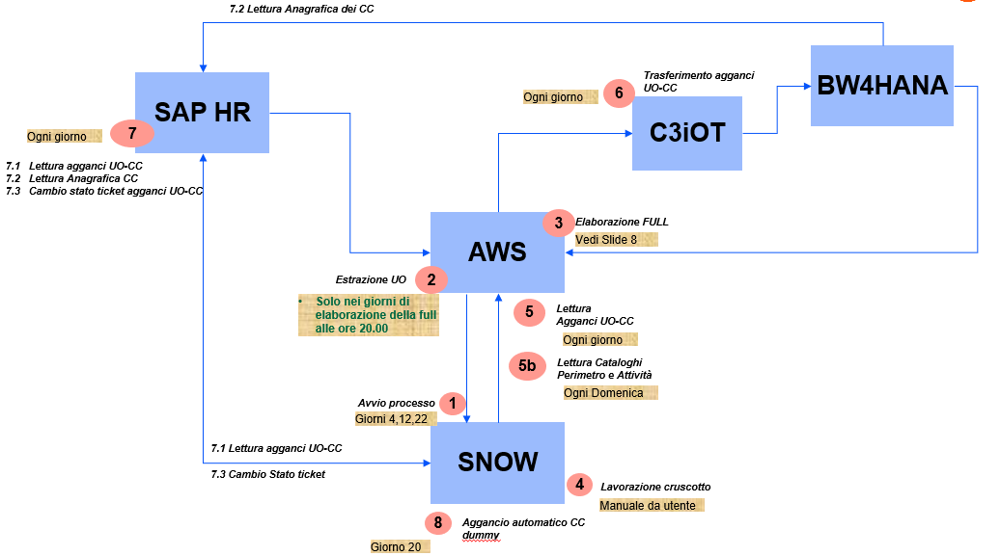 7.2 Lettura Anagrafica dei CC
SAP HR
BW4HANA
Trasferimento agganci
UO-CC
6
Ogni giorno
C3iOT
7
Ogni giorno
7.1 Lettura agganci UO-CC
7.2 Lettura Anagrafica CC
7.3 Cambio stato ticket agganci UO-CC
3
Elaborazione FULL
Vedi Slide 8
AWS
2
Estrazione UO
• Solo nei giorni di
elaborazione della full
alle ore 20.00
5
Lettura
Agganci UO-CC
Ogni giorno
5b
Lettura Cataloghi
Perimetro e Attività
Ogni Domenica
Avvio processo
1
Giorni 4,12,22
7.1 Lettura agganci UO-CC
7.3 Cambio Stato ticket
SNOW
4
Lavorazione cruscotto
Manuale da utente
8
Aggancio automatico CC
dummy
Giorno 20